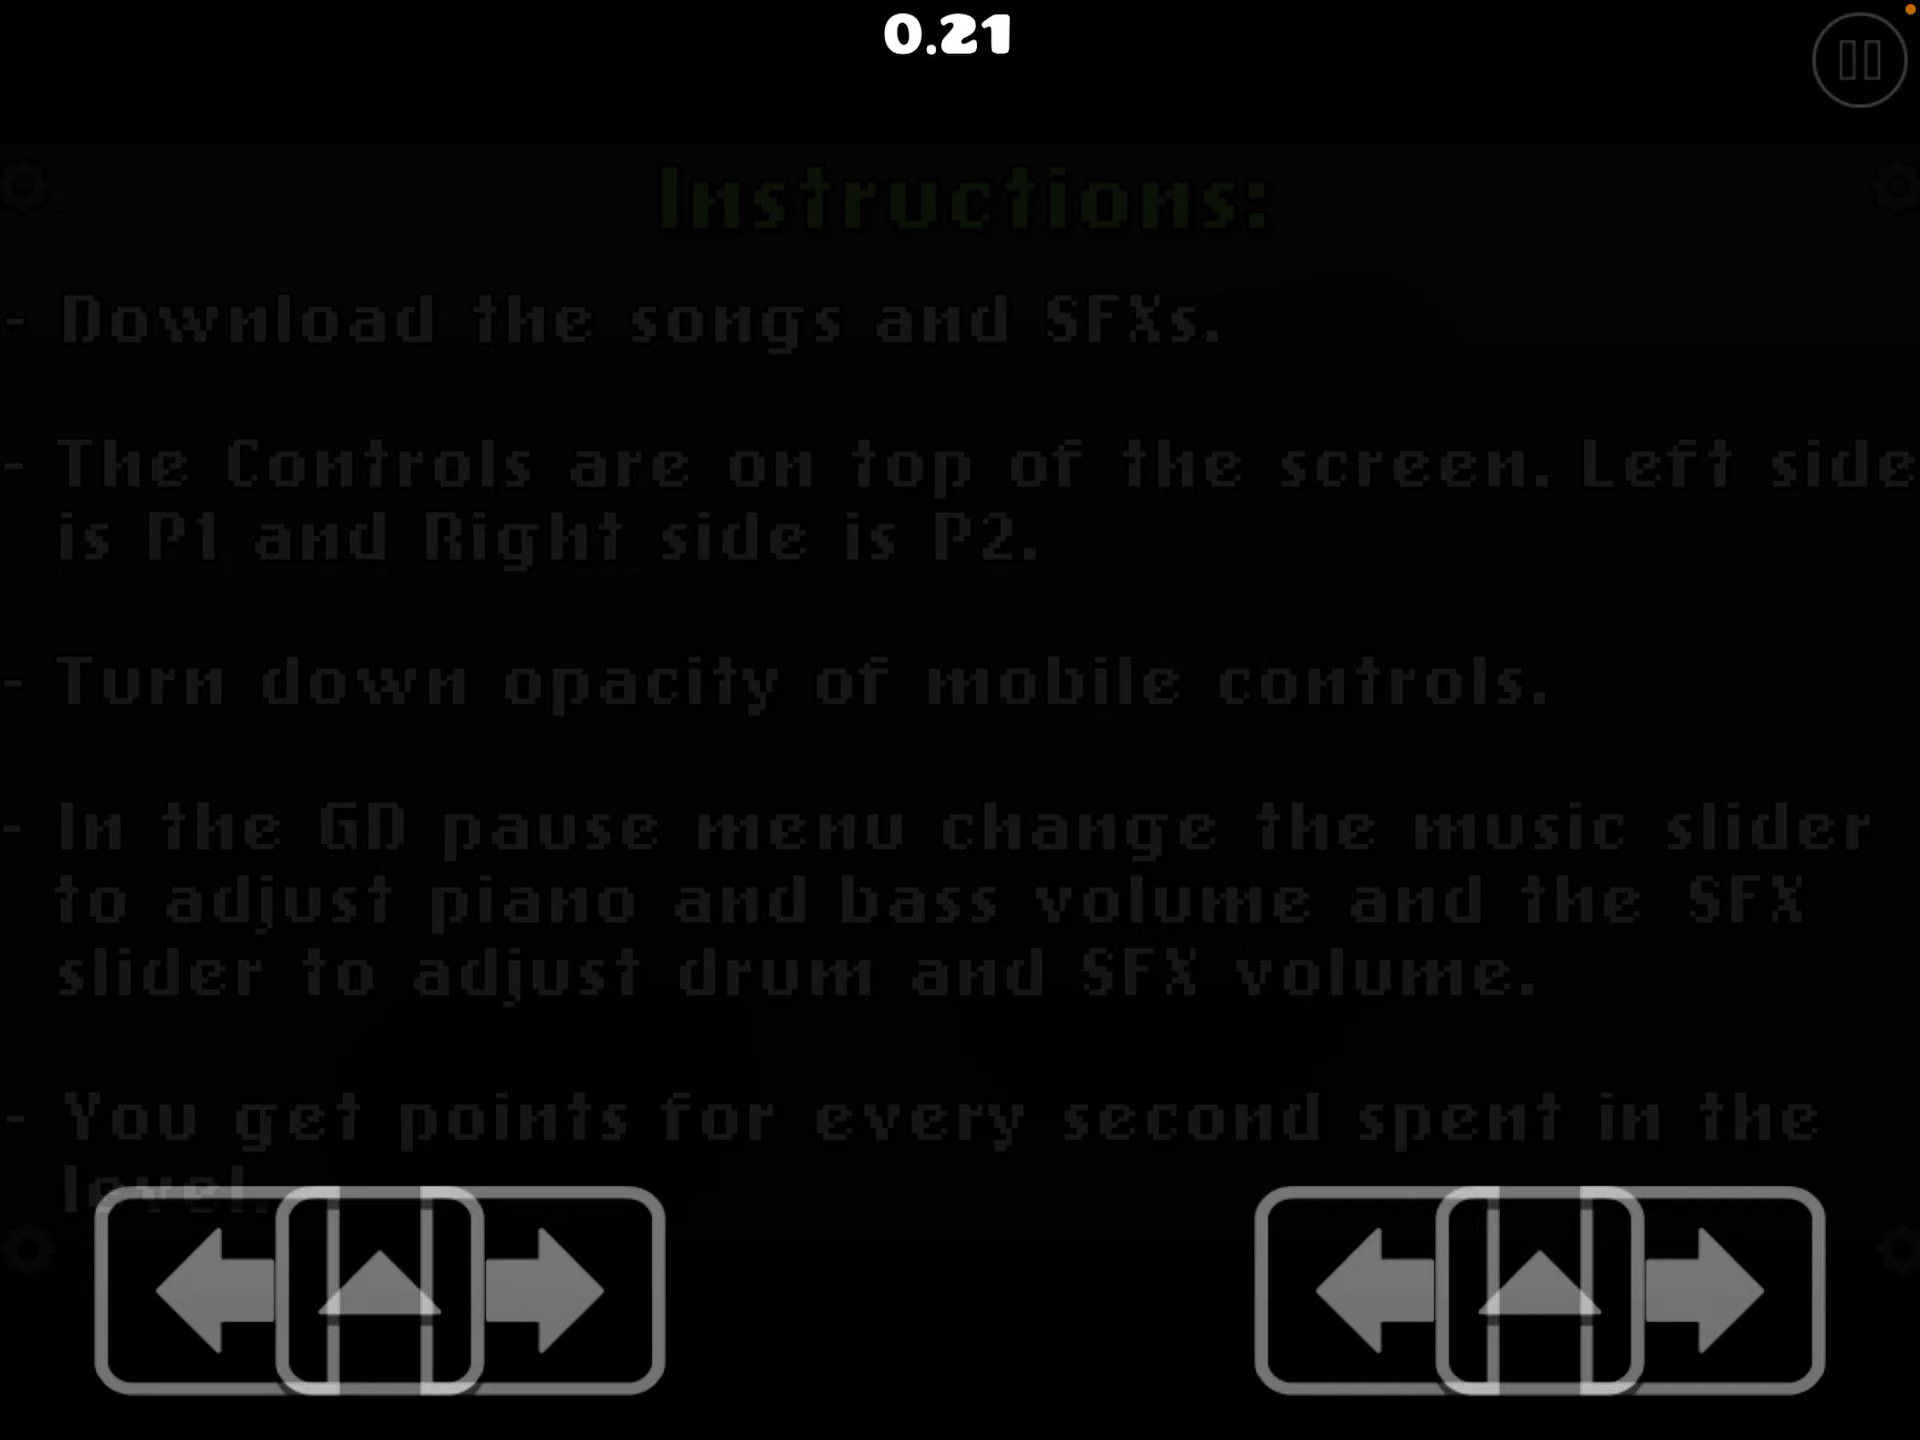 0.21
Instructions:
- Download the songs and SFXs.
- The Controls are on top of the screen. Left side
is P1 and Right side is P2.
- Turn down opacity of mobile controls.
- In the GD pause menu change the music slider
to adjust piano and bass volume and the SFX
slider to adjust drum and SFX volume.
- You get points for every second spent in the
level.